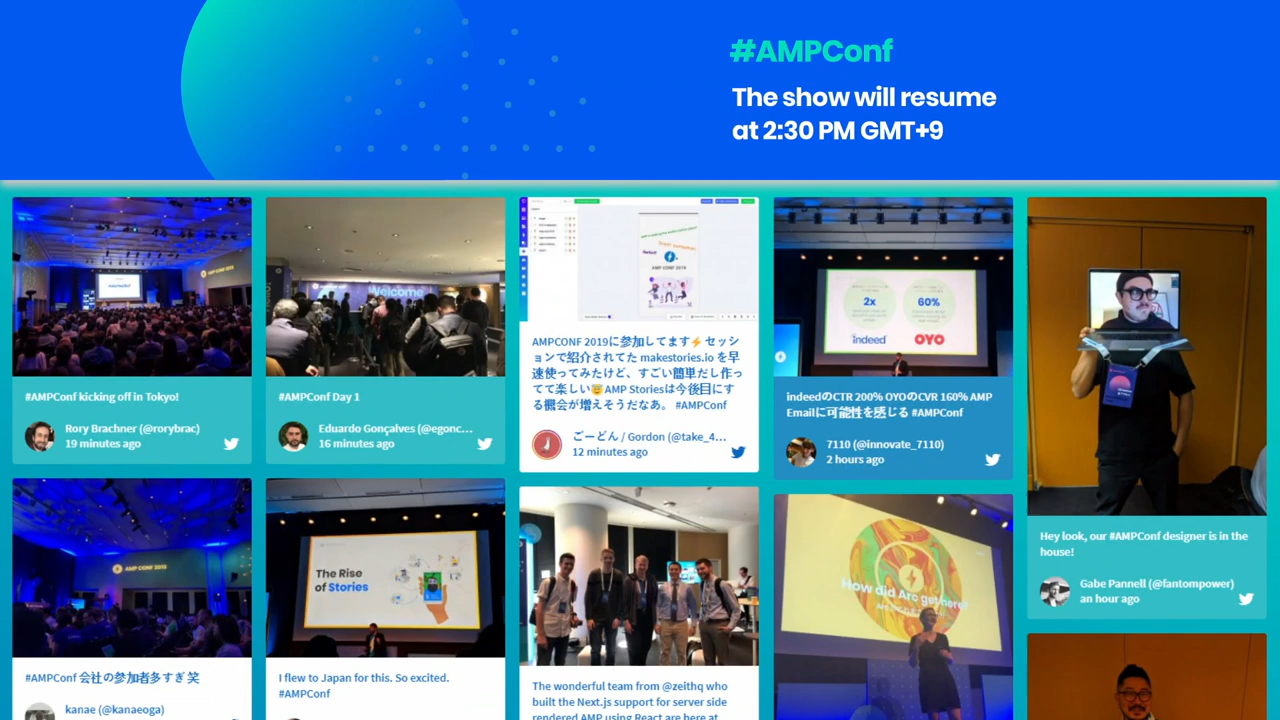 #AMPConf
The show will resume
at 2:30 PM GMT+9
AMP CONF 2019
#AMPConf kicking off in Tokyo!
Rory Brachner (@rorybrac)
19 minutes ago
#AMPConf 会社の参加者多すぎ笑
kanae (@kanaeoga)
Welcome
#AMPConf Day 1
Eduardo Gonçalves (@egonc...
16 minutes ago
The Rise
of Stories
I flew to Japan for this. So excited.
#AMPConf
AMP CONF 2019
AMPCONF 2019に参加してます⚡セッシ
ョンで紹介されてた makestories.io を早
速使ってみたけど、すごい簡単だし作っ
てて楽しい😇AMP Storiesは今後目にす
る機会が増えそうだなあ。 #AMPConf
ごーどん / Gordon (@take_4...
12 minutes ago
The wonderful team from @zeithq who
built the Next.js support for server side
rendered AMP using React are here at
2x
60%
indeed
OYO
indeedのCTR 200% OYOのCVR 160% AMP
Emailに可能性を感じる #AMPConf
7110 (@innovate_7110)
2 hours ago
How did Arc get here?
Hey look, our #AMPConf designer is in the
house!
Gabe Pannell (@fantompower)
an hour ago